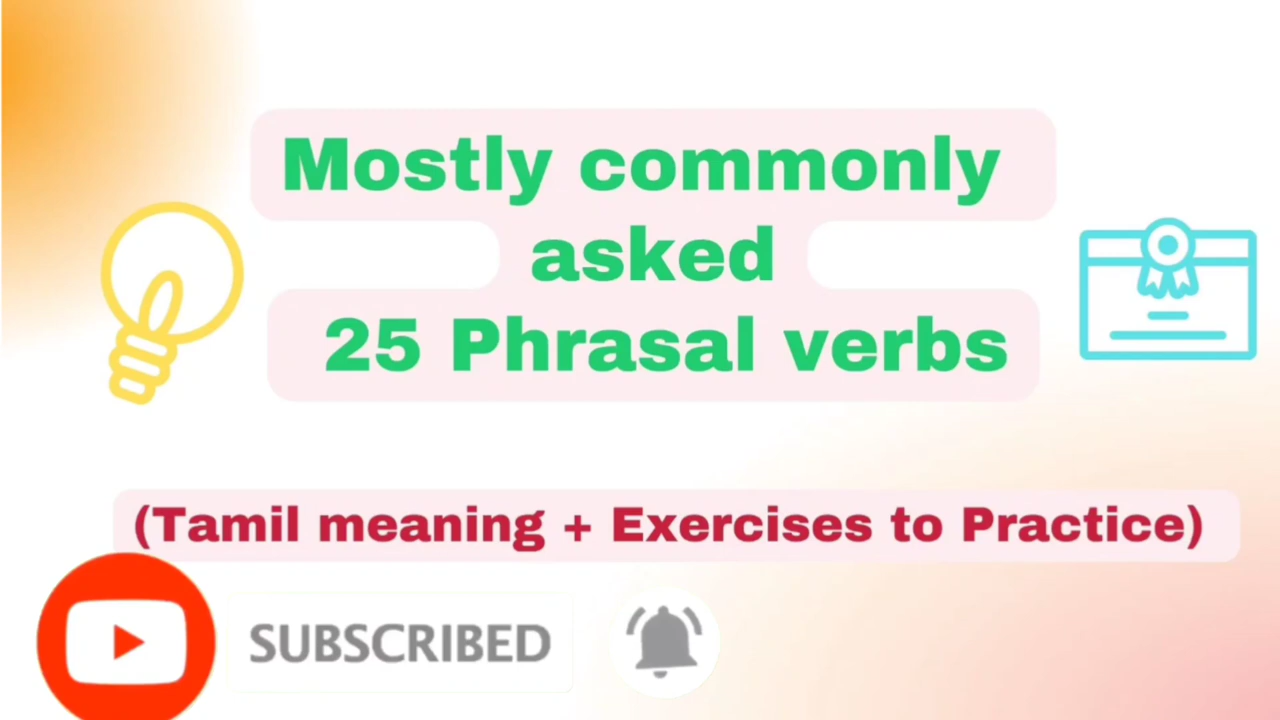 Mostly commonly
asked
25 Phrasal verbs
(Tamil meaning + Exercises to Practice)
SUBSCRIBED